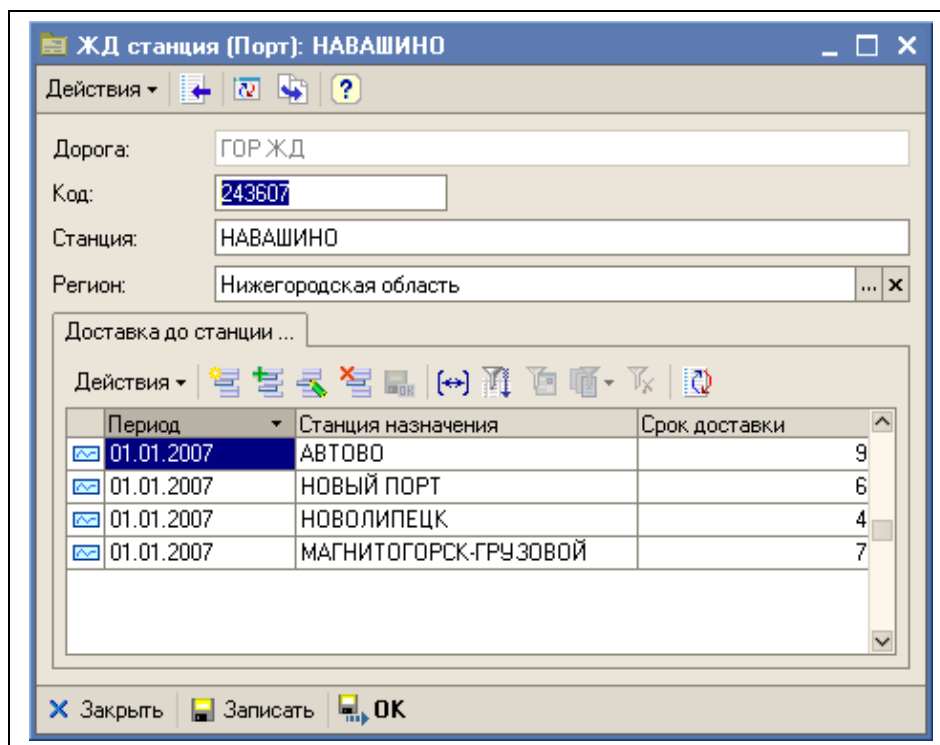 ЖД станция (Порт): НАВАШИНО
Действия
Дорога: ГОР ЖД
Код: 243607
Станция: НАВАШИНО
Регион: Нижегородская область ...
Доставка до станции ...
Действия
Период Станция назначения Срок доставки
01.01.2007 АВТОВО 9
01.01.2007 НОВЫЙ ПОРТ 6
01.01.2007 НОВОЛИПЕЦК 4
01.01.2007 МАГНИТОГОРСК-ГРУЗОВОЙ 7
Закрыть Записать OK